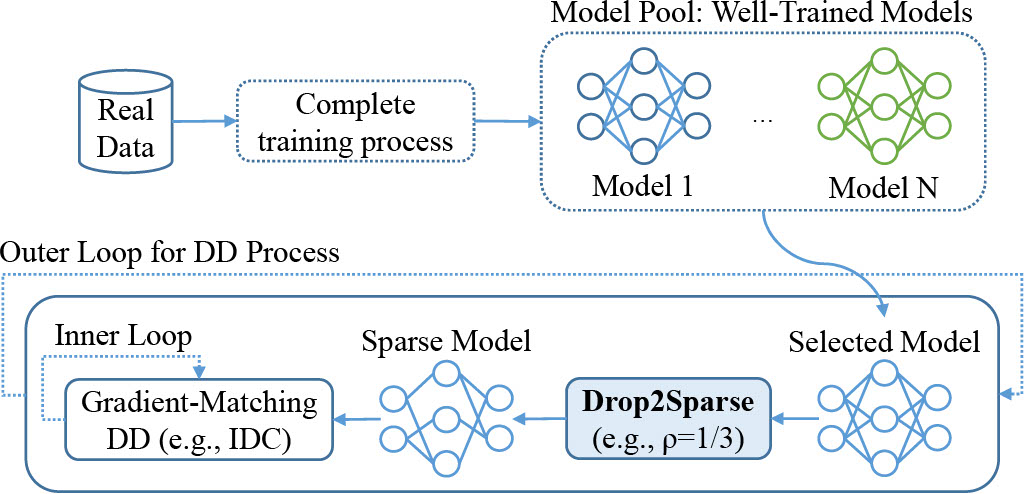 Model Pool: Well-Trained Models
Real
Data
Complete
training process
...
Model 1
Model N
Outer Loop for DD Process
Inner Loop
Sparse Model
Selected Model
Gradient-Matching
DD (e.g., IDC)
Drop2Sparse
(e.g., ρ=1/3)